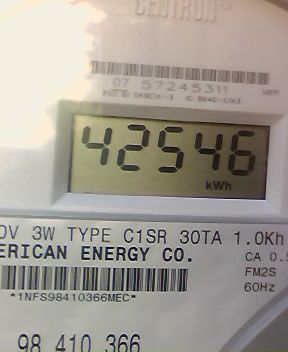 CENTRON®
07 57245311
42546
kWh
0V 3W TYPE C1SR 30TA 1.0Kh
ERICAN ENERGY CO.
CA 0.5
FM2S
60Hz
*1NFS98410366MEC*
98 410 366